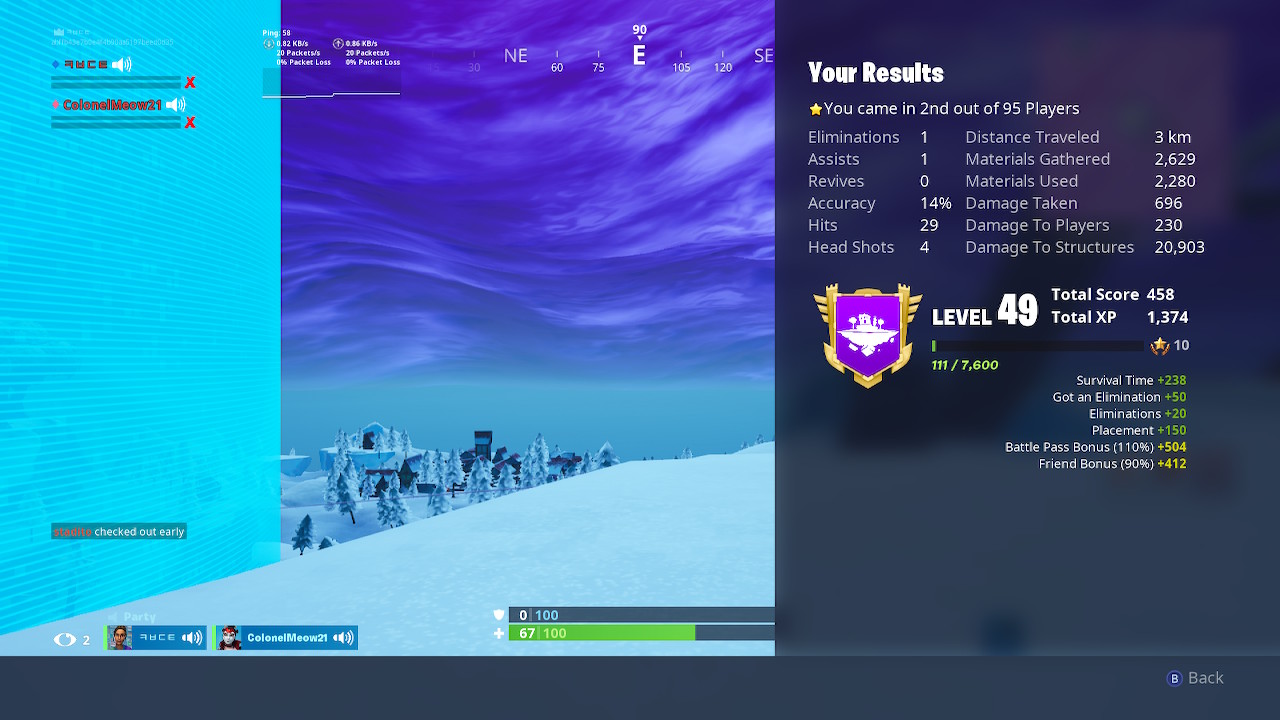 Ping: 58
0.82 KB/s 0.86 KB/s
20 Packets/s 20 Packets/s
0% Packet Loss 0% Packet Loss
ㅋㅂㄷㅌ
X
ColonelMeow21
X
90
30 NE 60 75 E 105 120 SE
Your Results
You came in 2nd out of 95 Players
Eliminations 1 Distance Traveled 3 km
Assists 1 Materials Gathered 2,629
Revives 0 Materials Used 2,280
Accuracy 14% Damage Taken 696
Hits 29 Damage To Players 230
Head Shots 4 Damage To Structures 20,903
LEVEL 49
Total Score 458
Total XP 1,374
10
111 / 7,600
Survival Time +238
Got an Elimination +50
Eliminations +20
Placement +150
Battle Pass Bonus (110%) +504
Friend Bonus (90%) +412
checked out early
Party
2 ㅋㅂㄷㅌ ColonelMeow21
0 100
67 100
B Back